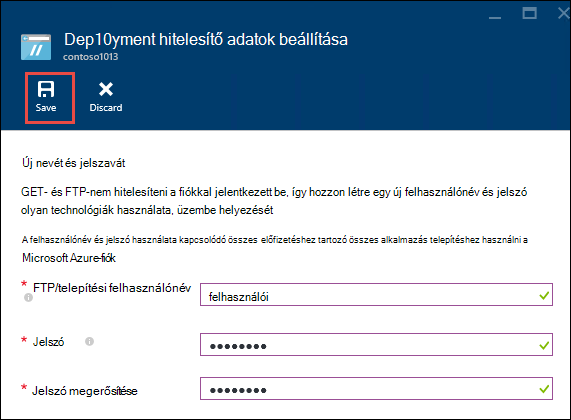 Dep10yment hitelesítő adatok beállítása
contoso1013
Save
Discard
Új nevét és jelszavát
GET- és FTP-nem hitelesíteni a fiókkal jelentkezett be, így hozzon létre egy új felhasználónév és jelszó
olyan technológiák használata, üzembe helyezését
A felhasználónév és jelszó használata kapcsolódó összes előfizetéshez tartozó összes alkalmazás telepítéshez használni a
Microsoft Azure-fiók
* FTP/telepítési felhasználónév
felhasználói
* Jelszó
●●●●●●●●
* Jelszó megerősítése
●●●●●●●●